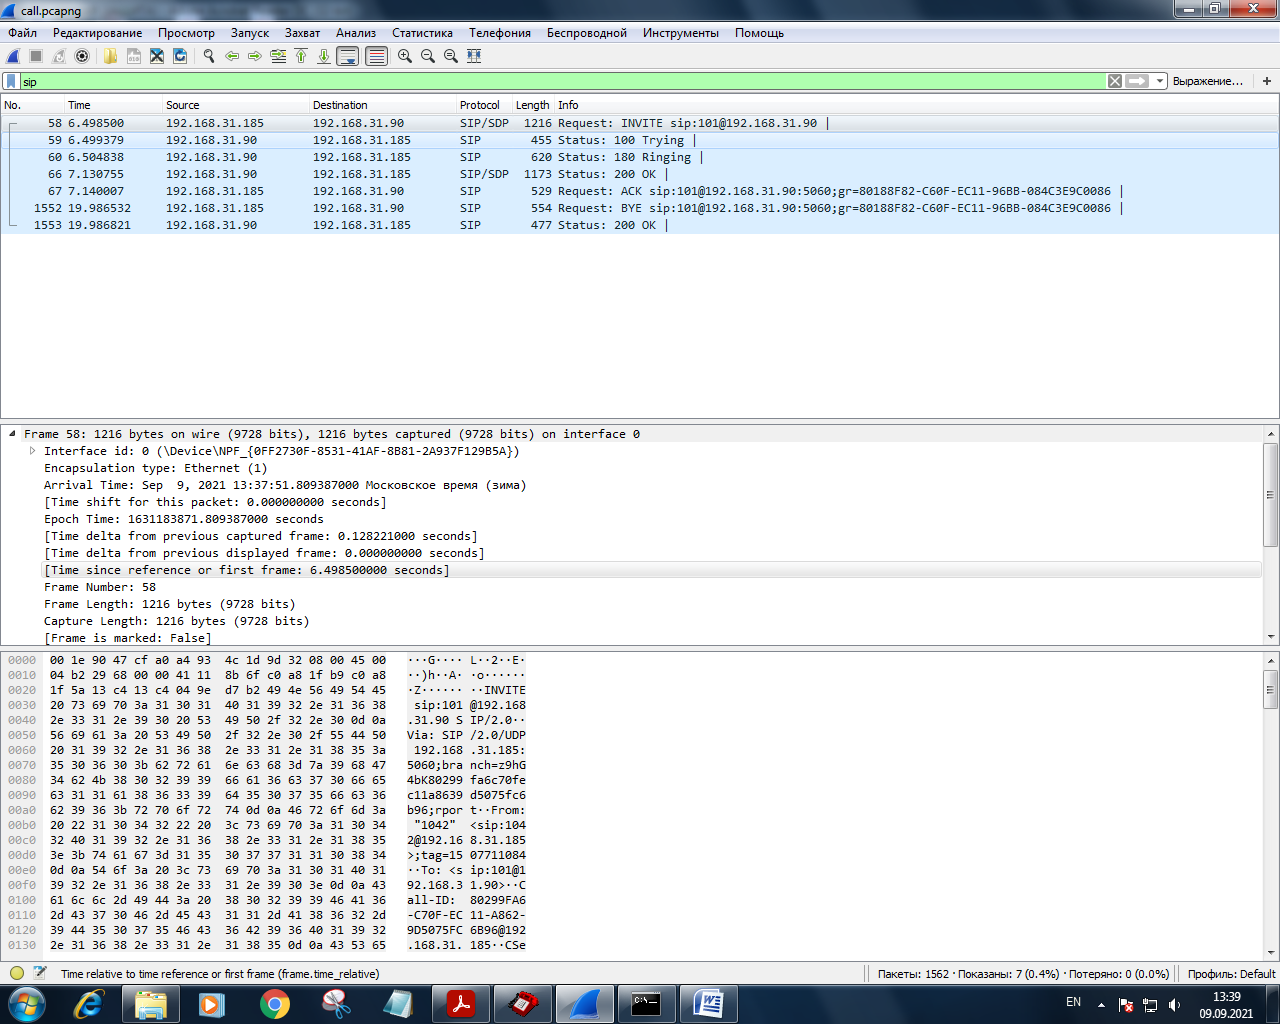 call.pcapng
Файл Редактирование Просмотр Запуск Захват Анализ Статистика Телефония Беспроводной Инструменты Помощь
sip Выражение… +
No. Time Source Destination Protocol Length Info
58 6.498500 192.168.31.185 192.168.31.90 SIP/SDP 1216 Request: INVITE sip:101@192.168.31.90 |
59 6.499379 192.168.31.90 192.168.31.185 SIP 455 Status: 100 Trying |
60 6.504838 192.168.31.90 192.168.31.185 SIP 620 Status: 180 Ringing |
66 7.130755 192.168.31.90 192.168.31.185 SIP/SDP 1173 Status: 200 OK |
67 7.140007 192.168.31.185 192.168.31.90 SIP 529 Request: ACK sip:101@192.168.31.90:5060;gr=80188F82-C60F-EC11-96BB-084C3E9C0086 |
1552 19.986532 192.168.31.185 192.168.31.90 SIP 554 Request: BYE sip:101@192.168.31.90:5060;gr=80188F82-C60F-EC11-96BB-084C3E9C0086 |
1553 19.986821 192.168.31.90 192.168.31.185 SIP 477 Status: 200 OK |
Frame 58: 1216 bytes on wire (9728 bits), 1216 bytes captured (9728 bits) on interface 0
Interface id: 0 (\Device\NPF_{0FF2730F-8531-41AF-8B81-2A937F129B5A})
Encapsulation type: Ethernet (1)
Arrival Time: Sep  9, 2021 13:37:51.809387000 Московское время (зима)
[Time shift for this packet: 0.000000000 seconds]
Epoch Time: 1631183871.809387000 seconds
[Time delta from previous captured frame: 0.128221000 seconds]
[Time delta from previous displayed frame: 0.000000000 seconds]
[Time since reference or first frame: 6.498500000 seconds]
Frame Number: 58
Frame Length: 1216 bytes (9728 bits)
Capture Length: 1216 bytes (9728 bits)
[Frame is marked: False]
0000 00 1e 90 47 cf a0 a4 93 4c 1d 9d 32 08 00 45 00 ···G···· L··2··E·
0010 04 b2 29 68 00 00 41 11 8b 6f c0 a8 1f b9 c0 a8 ··)h··A· ·o······
0020 1f 5a 13 c4 13 c4 04 9e d7 b2 49 4e 56 49 54 45 ·Z······ ··INVITE
0030 20 73 69 70 3a 31 30 31 40 31 39 32 2e 31 36 38 sip:101 @192.168
0040 2e 33 31 2e 39 30 20 53 49 50 2f 32 2e 30 0d 0a .31.90 S IP/2.0··
0050 56 69 61 3a 20 53 49 50 2f 32 2e 30 2f 55 44 50 Via: SIP /2.0/UDP
0060 20 31 39 32 2e 31 36 38 2e 33 31 2e 31 38 35 3a 192.168 .31.185:
0070 35 30 36 30 3b 62 72 61 6e 63 68 3d 7a 39 68 47 5060;bra nch=z9hG
0080 34 62 4b 38 30 32 39 39 66 61 36 63 37 30 66 65 4bK80299 fa6c70fe
0090 63 31 31 61 38 36 33 39 64 35 30 37 35 66 63 36 c11a8639 d5075fc6
00a0 62 39 36 3b 72 70 6f 72 74 0d 0a 46 72 6f 6d 3a b96;rpor t··From:
00b0 20 22 31 30 34 32 22 20 3c 73 69 70 3a 31 30 34 "1042" <sip:104
00c0 32 40 31 39 32 2e 31 36 38 2e 33 31 2e 31 38 35 2@192.16 8.31.185
00d0 3e 3b 74 61 67 3d 31 35 30 37 37 31 31 30 38 34 >;tag=15 07711084
00e0 0d 0a 54 6f 3a 20 3c 73 69 70 3a 31 30 31 40 31 ··To: <s ip:101@1
00f0 39 32 2e 31 36 38 2e 33 31 2e 39 30 3e 0d 0a 43 92.168.3 1.90>··C
0100 61 6c 6c 2d 49 44 3a 20 38 30 32 39 39 46 41 36 all-ID: 80299FA6
0110 2d 43 37 30 46 2d 45 43 31 31 2d 41 38 36 32 2d -C70F-EC 11-A862-
0120 39 44 35 30 37 35 46 43 36 42 39 36 40 31 39 32 9D5075FC 6B96@192
0130 2e 31 36 38 2e 33 31 2e 31 38 35 0d 0a 43 53 65 .168.31. 185··CSe
Time relative to time reference or first frame (frame.time_relative) Пакеты: 1562 · Показаны: 7 (0.4%) · Потеряно: 0 (0.0%) Профиль: Default
EN 13:39
09.09.2021